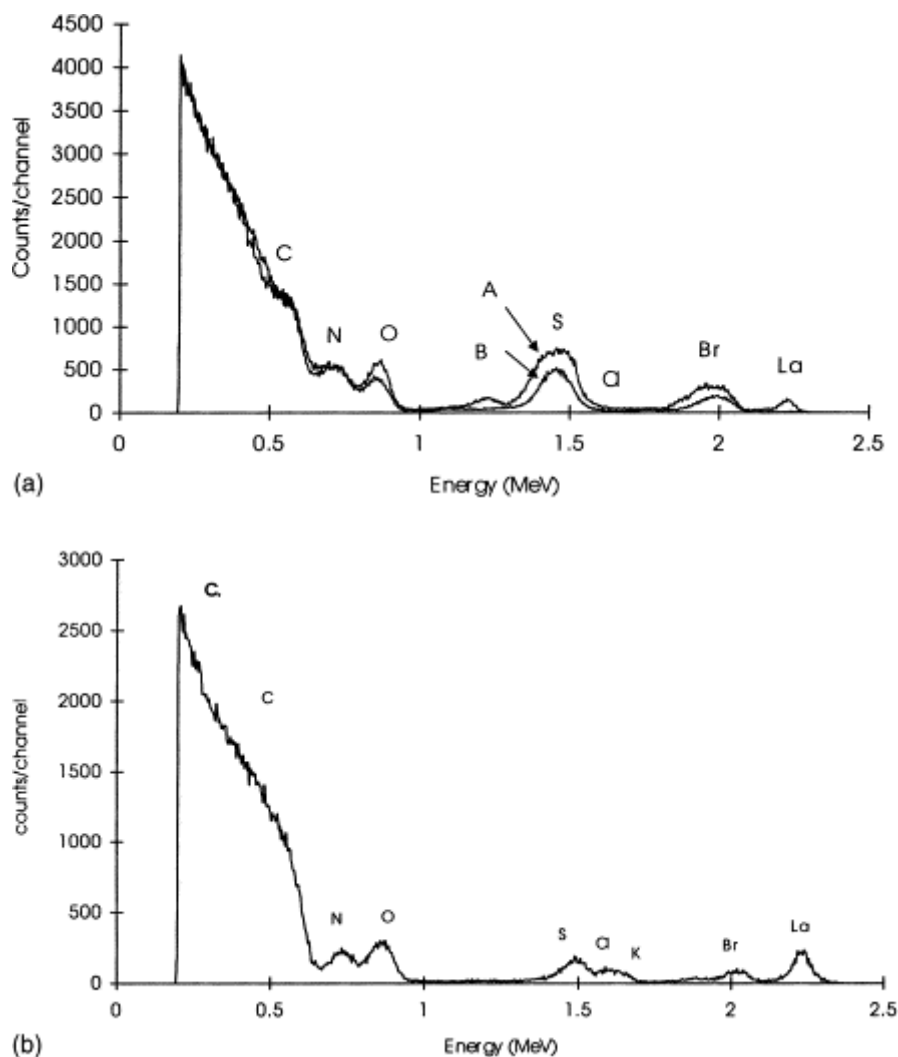 4500
4000
3500
3000
2500
2000
1500
1000
500
0
Counts/channel
C
N
O
A
B
S
Cl
Br
La
0 0.5 1 1.5 2 2.5
(a)
Energy (MeV)
3000
2500
2000
1500
1000
500
0
counts/channel
C.
C
N
O
S
Cl
K
Br
La
0 0.5 1 1.5 2 2.5
Energy (MeV)
(b)